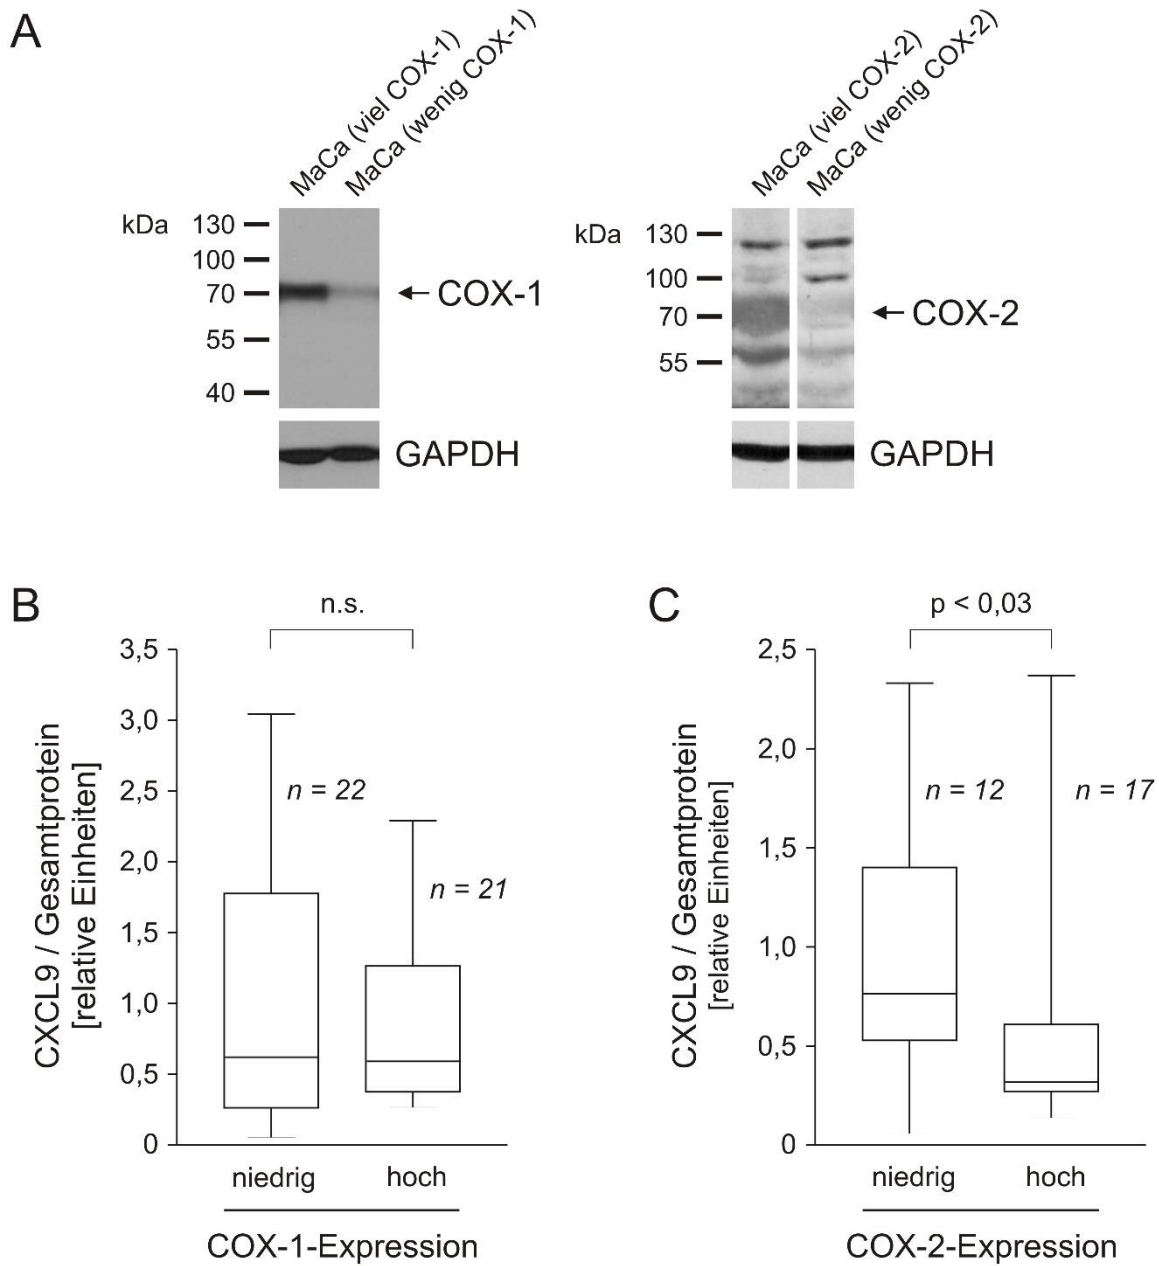 A
MaCa (viel COX-1)
MaCa (wenig COX-1)
kDa
130
100
70
55
40
COX-1
GAPDH
MaCa (viel COX-2)
MaCa (wenig COX-2)
kDa
130
100
70
55
COX-2
GAPDH
B
n.s.
CXCL9 / Gesamtprotein
[relative Einheiten]
3,5
3,0
2,5
2,0
1,5
1,0
0,5
0
n = 22
n = 21
niedrig
hoch
COX-1-Expression
C
p < 0,03
CXCL9 / Gesamtprotein
[relative Einheiten]
2,5
2,0
1,5
1,0
0,5
0
n = 12
n = 17
niedrig
hoch
COX-2-Expression